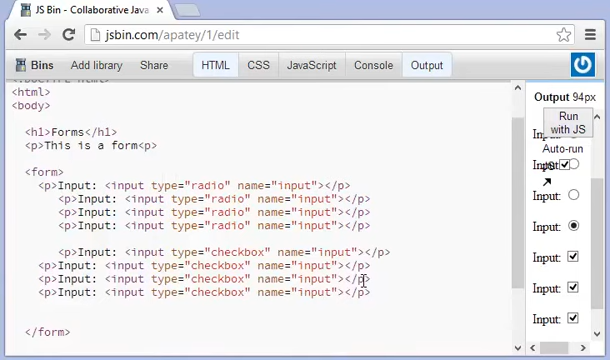 JS Bin - Collaborative Java
jsbin.com/apatey/1/edit
Bins Add library Share HTML CSS JavaScript Console Output
<html>
<body>
<h1>Forms</h1>
<p>This is a form<p>
<form>
<p>Input: <input type="radio" name="input"></p>
<p>Input: <input type="radio" name="input"></p>
<p>Input: <input type="radio" name="input"></p>
<p>Input: <input type="radio" name="input"></p>
<p>Input: <input type="checkbox" name="input"></p>
<p>Input: <input type="checkbox" name="input"></p>
<p>Input: <input type="checkbox" name="input"></p>
<p>Input: <input type="checkbox" name="input"></p>
</form>
Output 94px
Run
with JS
Auto-run
JS
Input:
Input:
Input:
Input:
Input:
Input:
Input: